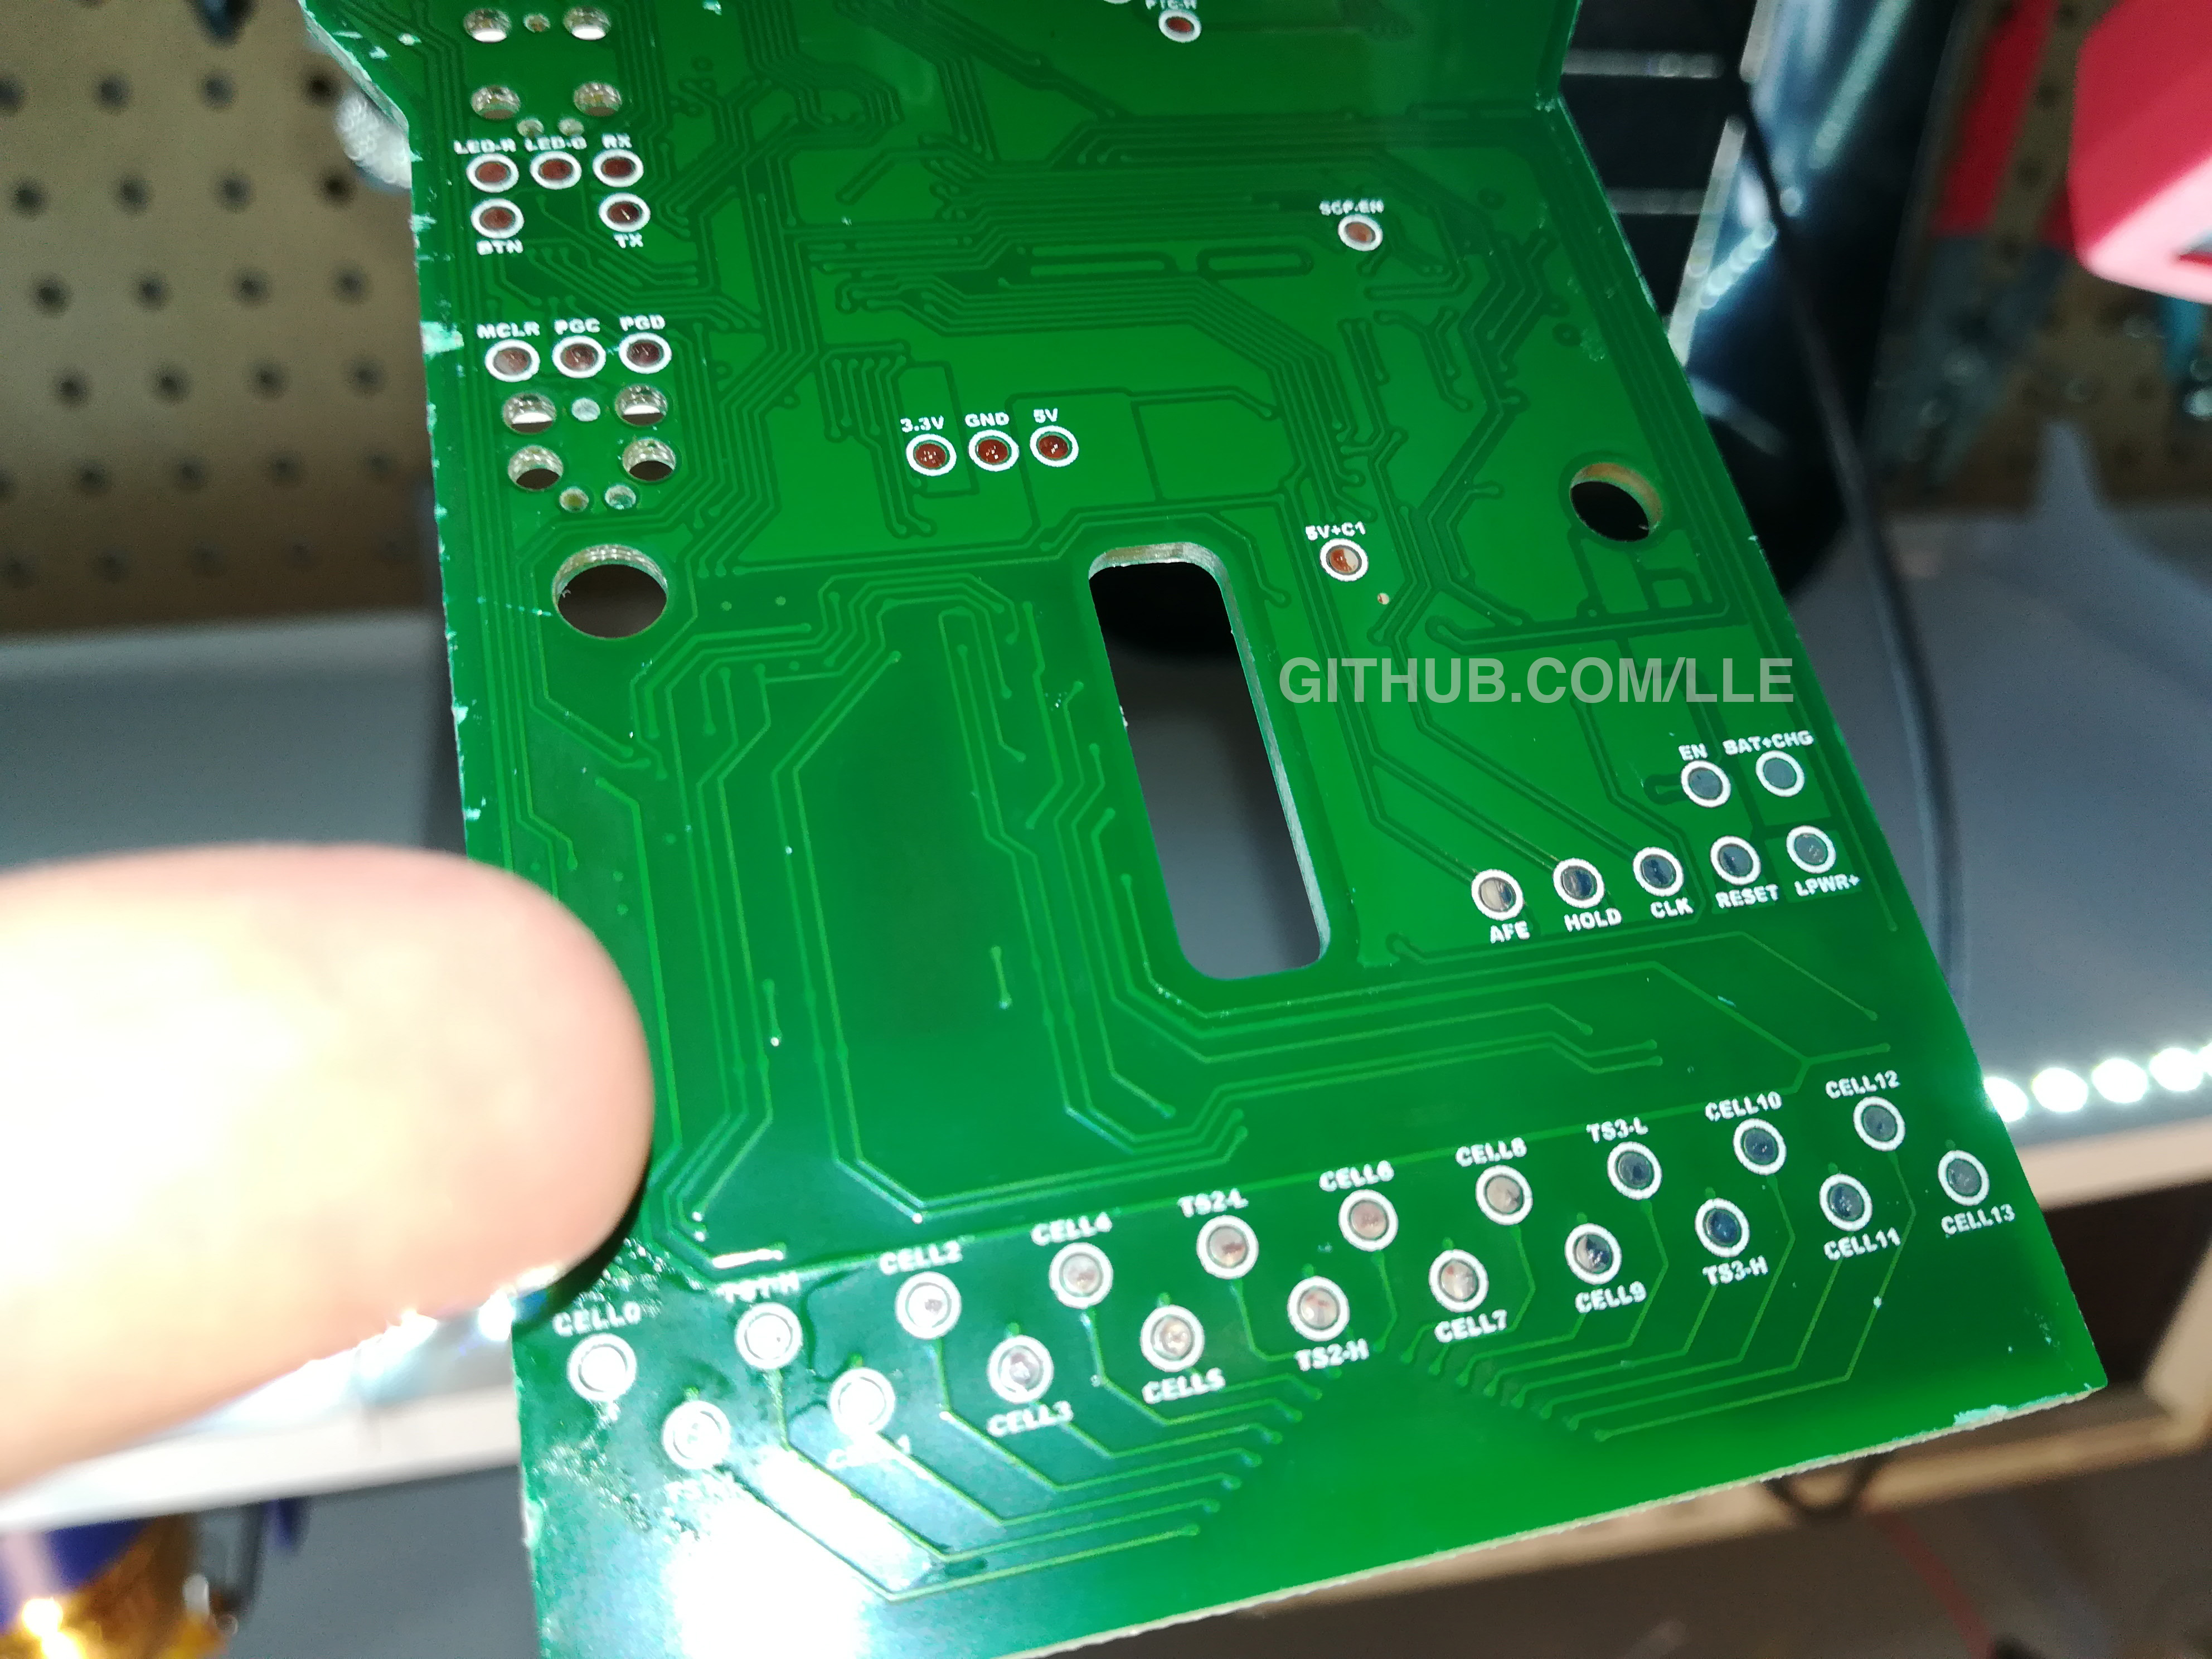 PTC-H
LED-R LED-G RX
BTN TX
SCP-EN
MCLR PGC PGD
3.3V GND 5V
5V+C1
GITHUB.COM/LLE
EN BAT+CHG
AFE HOLD CLK RESET LPWR+
CELL0 TS1-H CELL2 CELL4 TS2-L CELL6 CELL8 TS3-L CELL10 CELL12
CELL3 CELL5 TS2-H CELL7 CELL9 TS3-H CELL11 CELL13